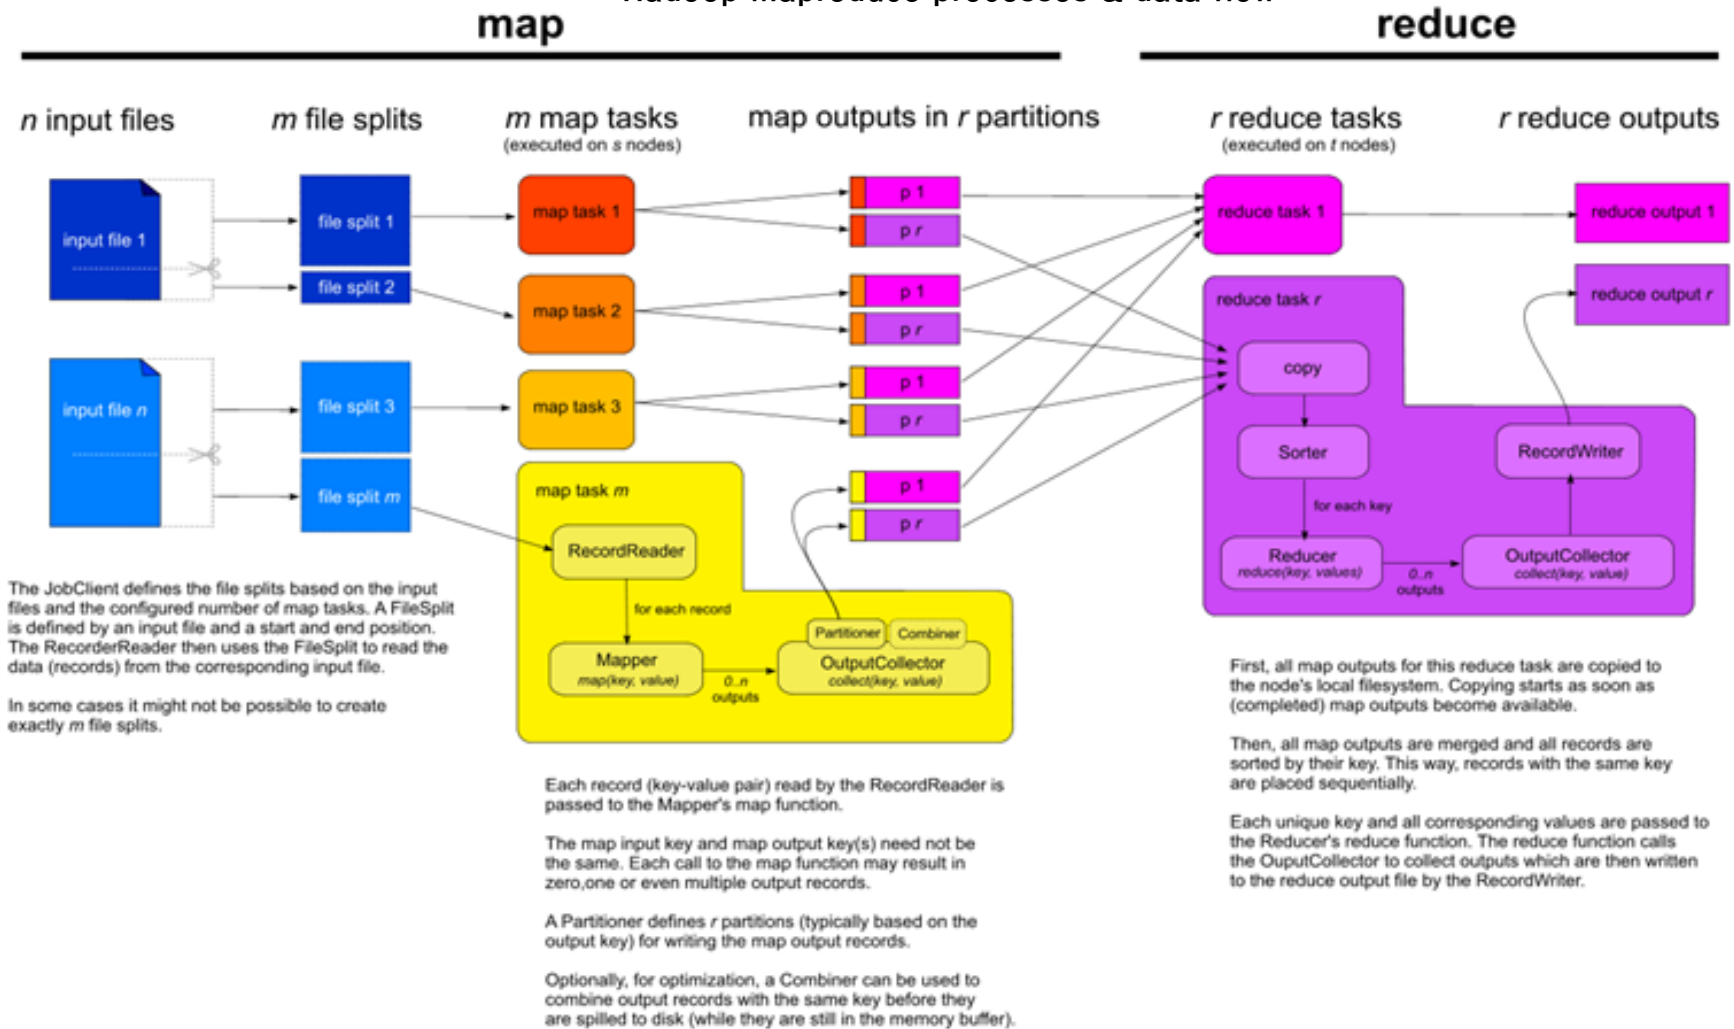 Hadoop mapreduce processes & data flow
map
reduce
n input files
m file splits
m map tasks
(executed on s nodes)
map outputs in r partitions
r reduce tasks
(executed on t nodes)
r reduce outputs
input file 1
file split 1
file split 2
input file n
file split 3
file split m
map task 1
map task 2
map task 3
p 1
p r
p 1
p r
p 1
p r
p 1
p r
map task m
RecordReader
for each record
Mapper
map(key, value)
0..n
outputs
Partitioner
Combiner
OutputCollector
collect(key, value)
reduce task 1
reduce output 1
reduce task r
reduce output r
copy
Sorter
for each key
Reducer
reduce(key, values)
0..n
outputs
OutputCollector
collect(key, value)
RecordWriter
The JobClient defines the file splits based on the input
files and the configured number of map tasks. A FileSplit
is defined by an input file and a start and end position.
The RecorderReader then uses the FileSplit to read the
data (records) from the corresponding input file.
In some cases it might not be possible to create
exactly m file splits.
Each record (key-value pair) read by the RecordReader is
passed to the Mapper's map function.
The map input key and map output key(s) need not be
the same. Each call to the map function may result in
zero,one or even multiple output records.
A Partitioner defines r partitions (typically based on the
output key) for writing the map output records.
Optionally, for optimization, a Combiner can be used to
combine output records with the same key before they
are spilled to disk (while they are still in the memory buffer).
First, all map outputs for this reduce task are copied to
the node's local filesystem. Copying starts as soon as
(completed) map outputs become available.
Then, all map outputs are merged and all records are
sorted by their key. This way, records with the same key
are placed sequentially.
Each unique key and all corresponding values are passed to
the Reducer's reduce function. The reduce function calls
the OuputCollector to collect outputs which are then written
to the reduce output file by the RecordWriter.